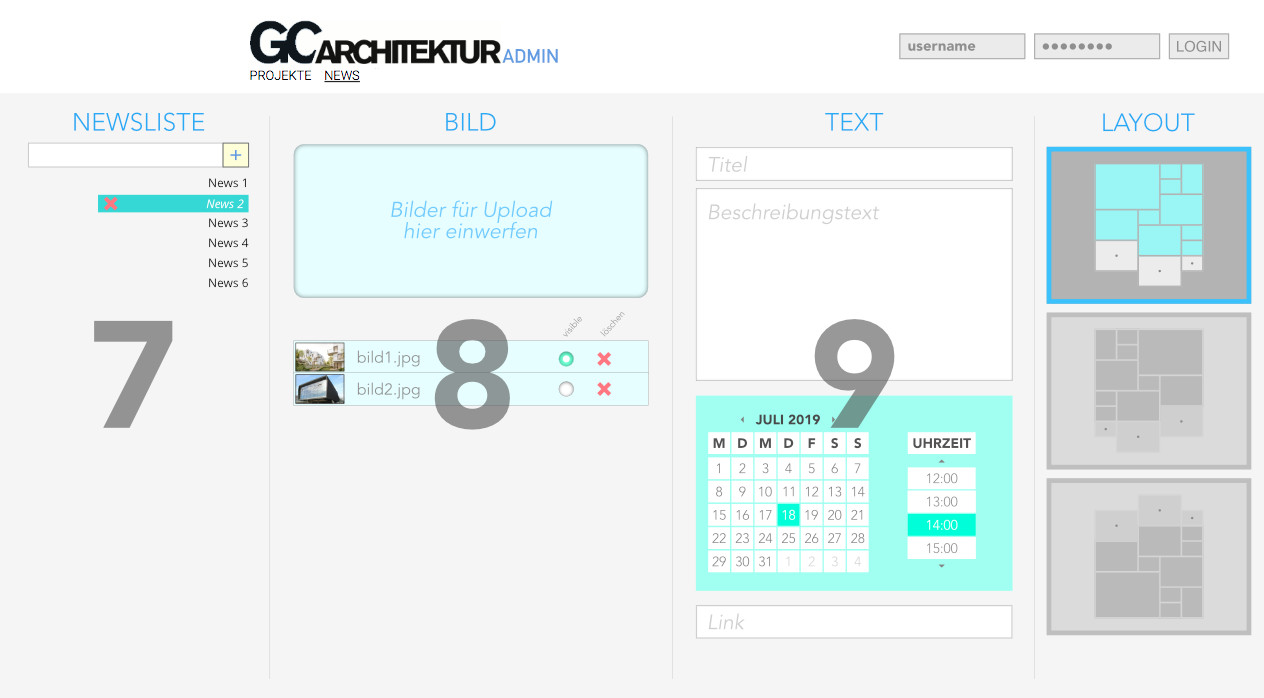 GCARCHITEKTUR ADMIN
PROJEKTE NEWS
username
●●●●●●●●
LOGIN
NEWSLISTE
+
News 1
News 2
News 3
News 4
News 5
News 6
7
BILD
Bilder für Upload
hier einwerfen
visible
löschen
bild1.jpg
bild2.jpg
8
TEXT
Titel
Beschreibungstext
9
JULI 2019
M D M D F S S
1 2 3 4 5 6 7
8 9 10 11 12 13 14
15 16 17 18 19 20 21
22 23 24 25 26 27 28
29 30 31 1 2 3 4
UHRZEIT
12:00
13:00
14:00
15:00
Link
LAYOUT